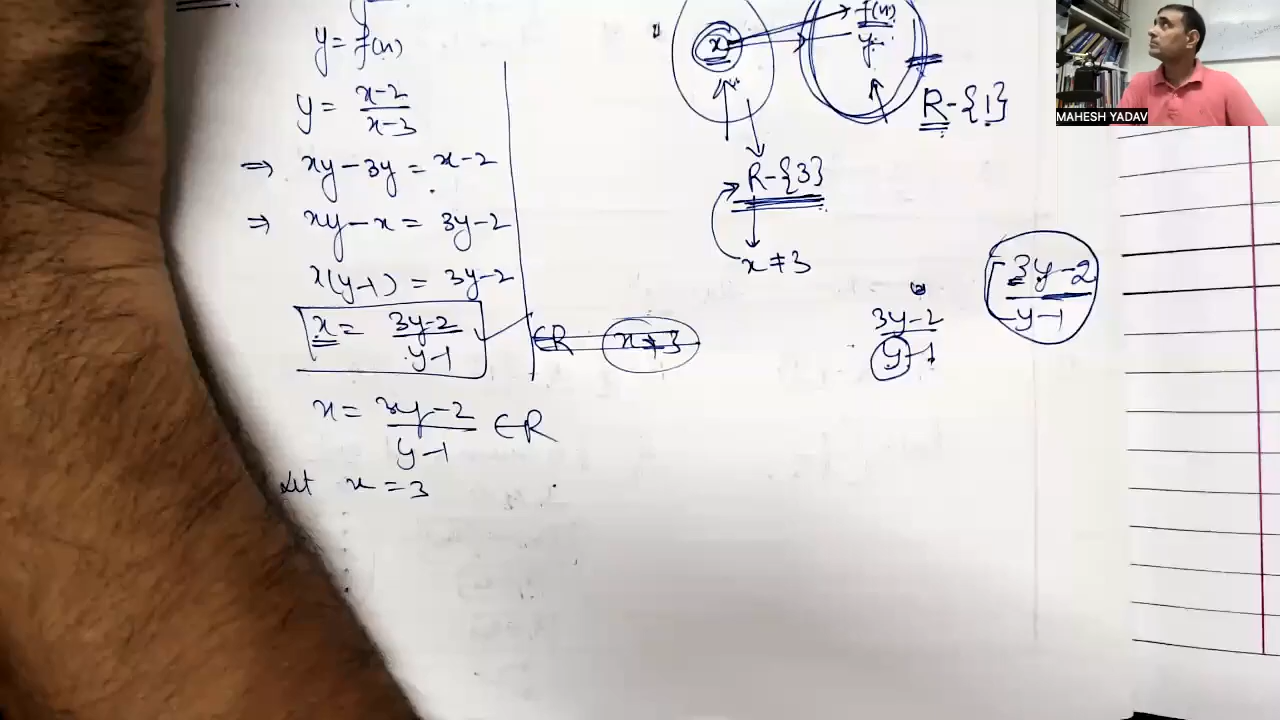 y = f(x)
y = x-2 / x-3
⇒ xy - 3y = x-2
⇒ xy - x = 3y-2
x(y-1) = 3y-2
x = 3y-2 / y-1 ∈R x≠3
x = 3y-2 / y-1 ∈R
Let x = 3
x
f(x)
y
R-{1}
R-{3}
x≠3
3y-2 / y-1
3y-2 / y-1
MAHESH YADAV